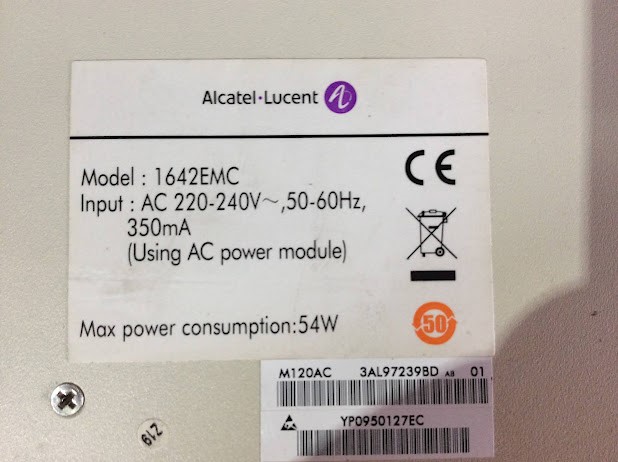 Alcatel·Lucent
Model : 1642EMC
Input : AC 220-240V～,50-60Hz,
350mA
(Using AC power module)
Max power consumption:54W
CE
50
M120AC 3AL97239BD AB 01
YP0950127EC
219